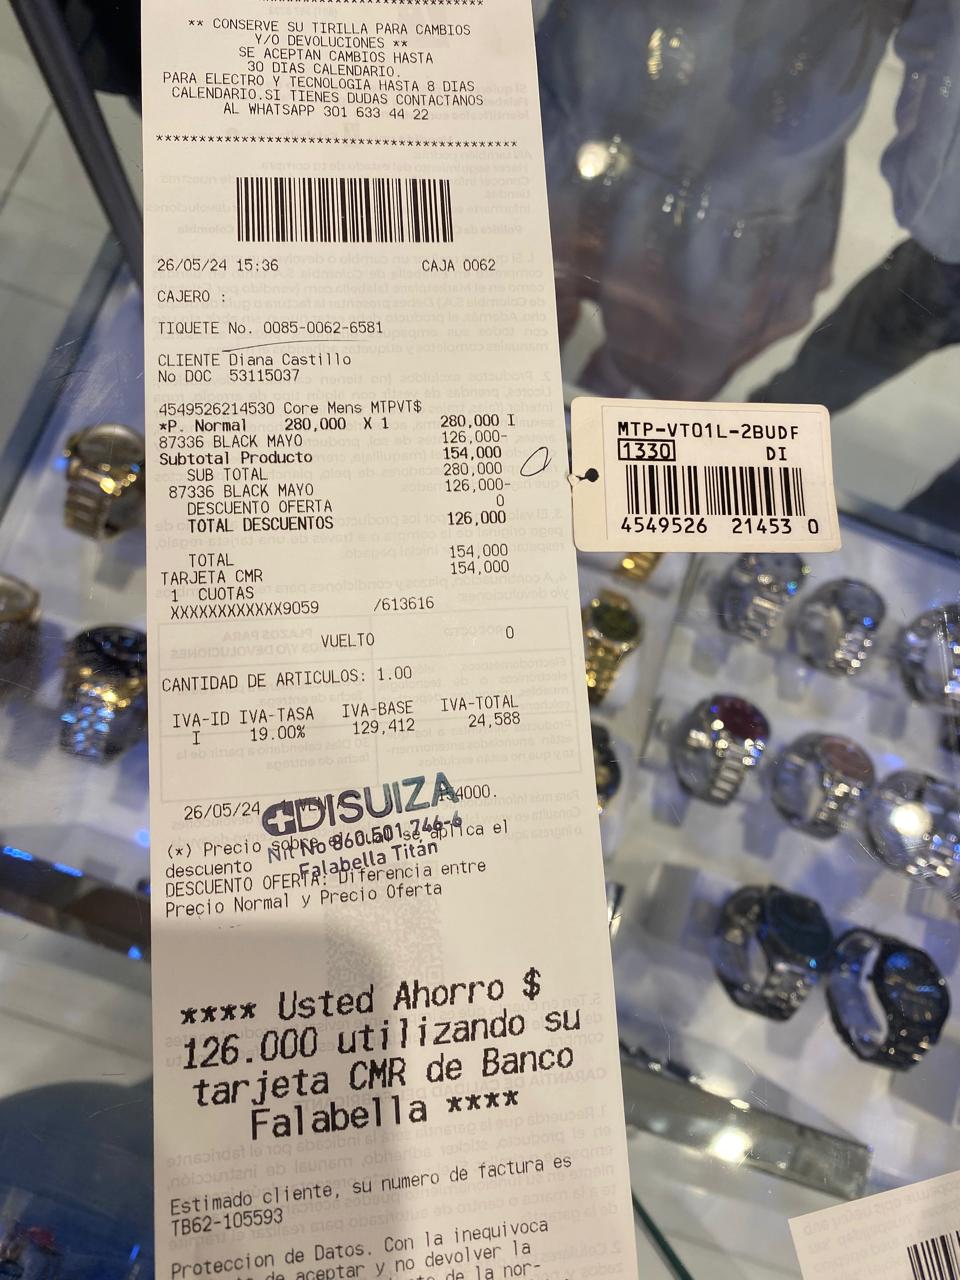 ** CONSERVE SU TIRILLA PARA CAMBIOS
Y/O DEVOLUCIONES **
SE ACEPTAN CAMBIOS HASTA
30 DIAS CALENDARIO.
PARA ELECTRO Y TECNOLOGIA HASTA 8 DIAS
CALENDARIO.SI TIENES DUDAS CONTACTANOS
AL WHATSAPP 301 633 44 22
****************************************
26/05/24 15:36 CAJA 0062
CAJERO :
TIQUETE No. 0085-0062-6581
CLIENTE Diana Castillo
No DOC 53115037
4549526214530 Core Mens MTPVT$
*P. Normal 280,000 X 1 280,000 I
87336 BLACK MAYO 126,000-
Subtotal Producto 154,000
SUB TOTAL 280,000
87336 BLACK MAYO 126,000-
DESCUENTO OFERTA 0
TOTAL DESCUENTOS 126,000
TOTAL 154,000
TARJETA CMR 154,000
1 CUOTAS
XXXXXXXXXXXX9059 /613616
VUELTO 0
CANTIDAD DE ARTICULOS: 1.00
IVA-ID IVA-TASA IVA-BASE IVA-TOTAL
I 19.00% 129,412 24,588
26/05/24
DISUIZA
Nit No 860.501.746-6
Falabella Titán
(*) Precio sobre el se aplica el
descuento
DESCUENTO OFERTA: Diferencia entre
Precio Normal y Precio Oferta
**** Usted Ahorro $
126.000 utilizando su
tarjeta CMR de Banco
Falabella ****
Estimado cliente, su numero de factura es
TB62-105593
Proteccion de Datos. Con la inequivoca
de aceptar y no devolver la
de la nor-
MTP-VT01L-2BUDF
1330 DI
4549526 21453 0